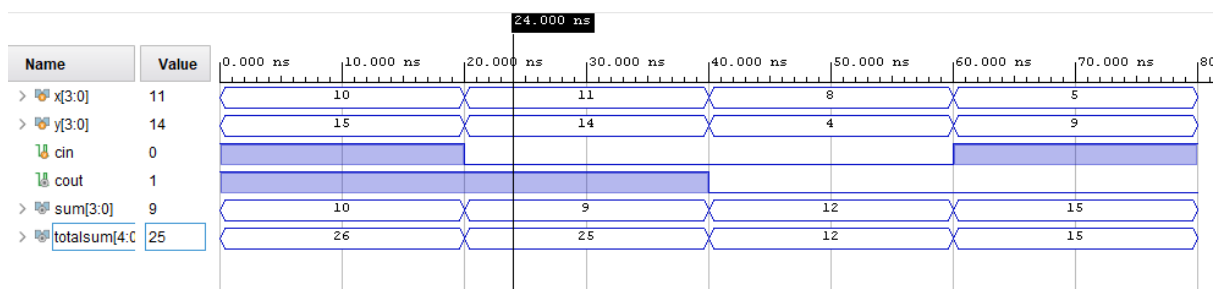 24.000 ns
Name Value 0.000 ns 10.000 ns 20.000 ns 30.000 ns 40.000 ns 50.000 ns 60.000 ns 70.000 ns 80
x[3:0] 11 10 11 8 5
y[3:0] 14 15 14 4 9
cin 0
cout 1
sum[3:0] 9 10 9 12 15
totalsum[4:0 25 26 25 12 15